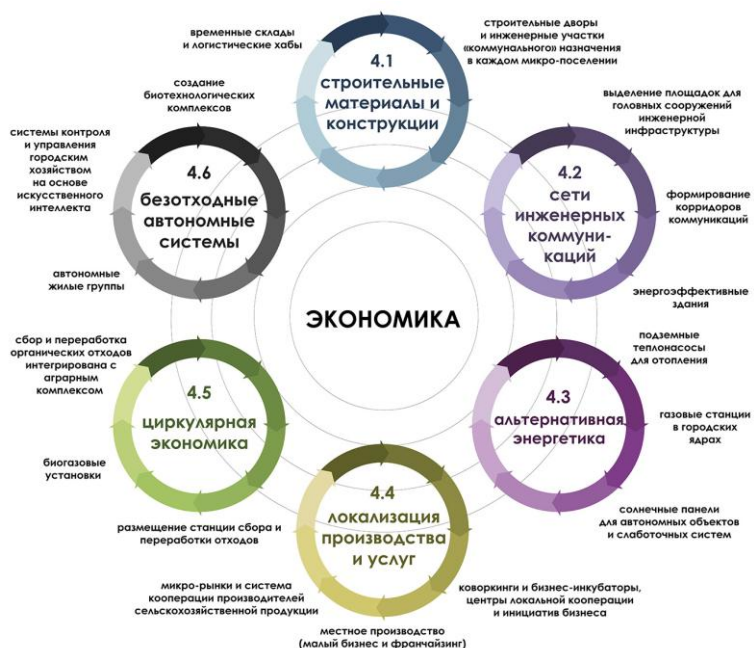 временные склады
и логистические хабы
4.1
строительные
материалы и
конструкции
строительные дворы
и инженерные участки
«коммунального» назначения
в каждом микро-поселении
выделение площадок для
головных сооружений
инженерной
инфраструктуры
4.2
сети
инженерных
коммуни-
каций
формирование
корридоров
коммуникаций
энергоэффективные
здания
подземные
теплонасосы
для отопления
4.3
альтернативная
энергетика
газовые станции
в городских
ядрах
солнечные панели
для автономных объектов
и слаботочных систем
4.4
локализация
производства
и услуг
коворкинги и бизнес-инкубаторы,
центры локальной кооперации
и инициатив бизнеса
местное производство
(малый бизнес и франчайзинг)
микро-рынки и система
кооперации производителей
сельскохозяйственной продукции
4.5
циркулярная
экономика
размещение станции сбора и
переработки отходов
биогазовые
установки
сбор и переработка
органических отходов
интегрирована с
аграрным
комплексом
4.6
безотходные
автономные
системы
автономные
жилые группы
системы контроля
и управления
городским
хозяйством
на основе
искусственного
интеллекта
создание
биотехнологических
комплексов
ЭКОНОМИКА